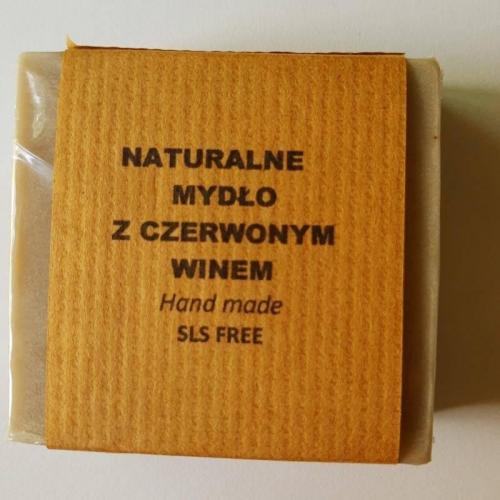 NATURALNE
MYDŁO
Z CZERWONYM
WINEM
Hand made
SLS FREE